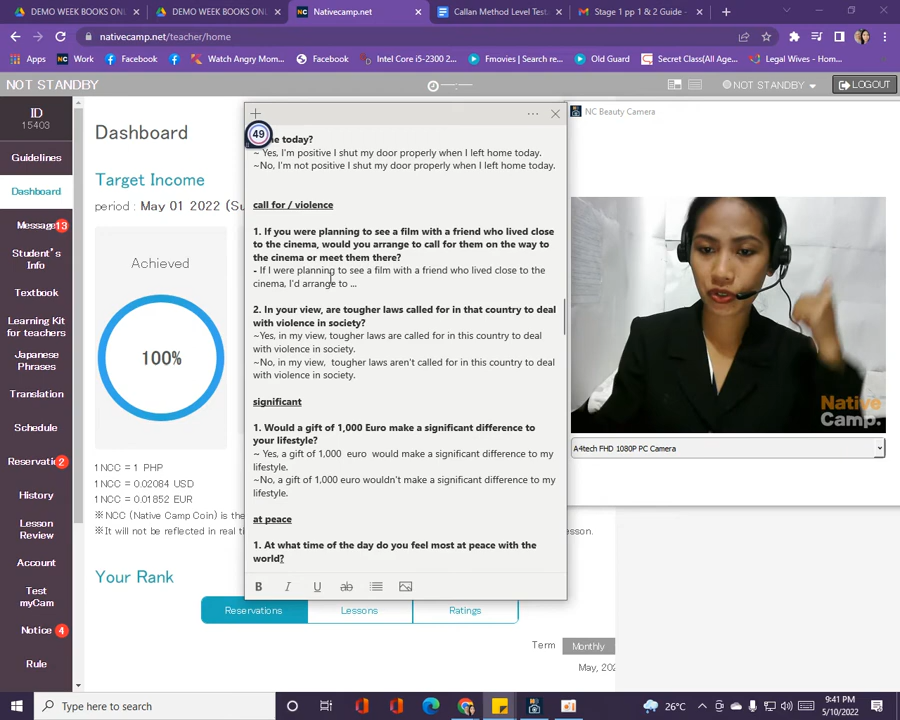 DEMO WEEK BOOKS ON
DEMO WEEK BOOKS ON
Nativecamp.net
Callan Method Level Test
Stage 1 pp 1 & 2 Guide -
nativecamp.net/teacher/home
Apps
Work
Facebook
Watch Angry Mom...
Facebook
Intel Core i5-2300 2...
Fmovies | Search re...
Old Guard
Secret Class(All Age...
Legal Wives - Hom...
NOT STANDBY
NOT STANDBY
LOGOUT
ID
15403
Guidelines
Dashboard
Message
13
Student's
Info
Textbook
Learning Kit
for teachers
Japanese
Phrases
Translation
Schedule
Reservati
2
History
Lesson
Review
Account
Test
myCam
Notice
4
Rule
Dashboard
Target Income
period : May 01 2022 (Su
Achieved
100%
1 NCC = 1 PHP
1 NCC = 0.02084 USD
1 NCC = 0.01852 EUR
※NCC (Native Camp Coin) is the
※It will not be reflected in real ti
esson.
Your Rank
Reservations
Lessons
Ratings
Term
Monthly
May, 202
49
me today?
~ Yes, I'm positive I shut my door properly when I left home today.
~No, I'm not positive I shut my door properly when I left home today.
call for / violence
1. If you were planning to see a film with a friend who lived close
to the cinema, would you arrange to call for them on the way to
the cinema or meet them there?
- If I were planning to see a film with a friend who lived close to the
cinema, I'd arrange to ...
2. In your view, are tougher laws called for in that country to deal
with violence in society?
~Yes, in my view, tougher laws are called for in this country to deal
with violence in society.
~No, in my view, tougher laws aren't called for in this country to deal
with violence in society.
significant
1. Would a gift of 1,000 Euro make a significant difference to
your lifestyle?
~ Yes, a gift of 1,000 euro would make a significant difference to my
lifestyle.
~No, a gift of 1,000 euro wouldn't make a significant difference to my
lifestyle.
at peace
1. At what time of the day do you feel most at peace with the
world?
B I U ab
NC Beauty Camera
Native
Camp.
A4tech FHD 1080P PC Camera
Type here to search
26°C
9:41 PM
5/10/2022